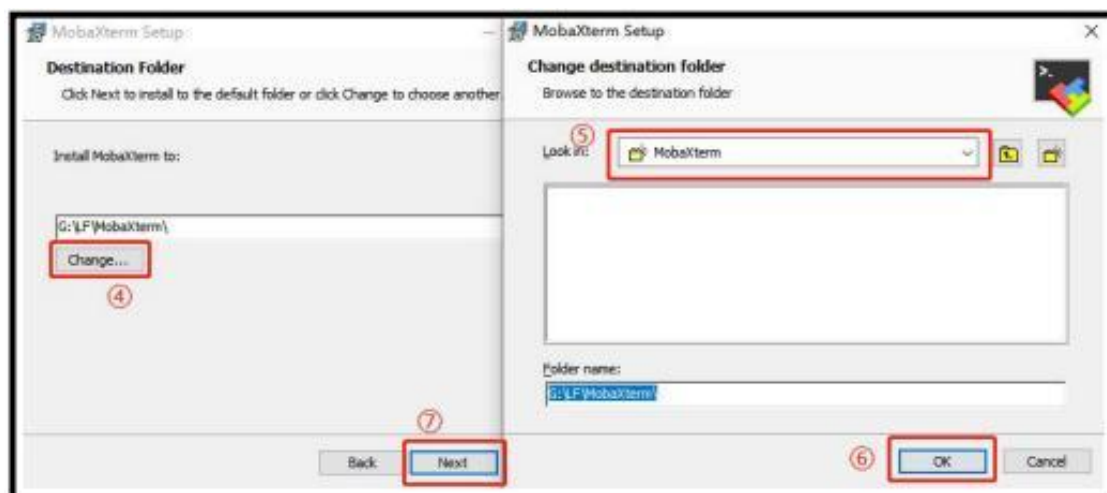 MobaXterm Setup
Destination Folder
Click Next to install to the default folder or click Change to choose another.
Install MobaXterm to:
G:\LF\MobaXterm\
Change...
④
⑦
Back
Next
MobaXterm Setup
Change destination folder
Browse to the destination folder
>.
⑤
Look in:
MobaXterm
Folder name:
G:\LF\MobaXterm\
⑥
OK
Cancel